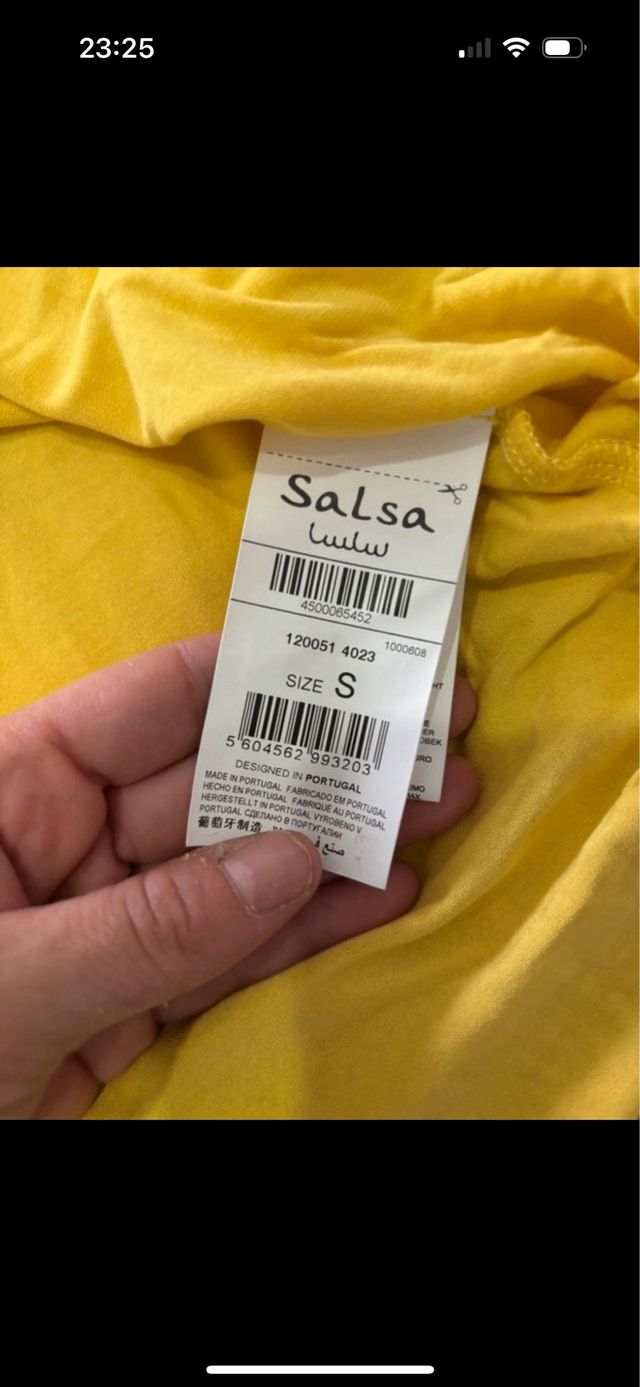 23:25
SaLsa
سلسا
4500065452
120051 4023 1000608
SIZE S
5 604562 993203
DESIGNED IN PORTUGAL
MADE IN PORTUGAL FABRICADO EM PORTUGAL
HECHO EN PORTUGAL FABRIQUÉ AU PORTUGAL
HERGESTELLT IN PORTUGAL VYROBENO V
PORTUGAL СДЕЛАНО В ПОРТУГАЛИИ
葡萄牙制造
صنع